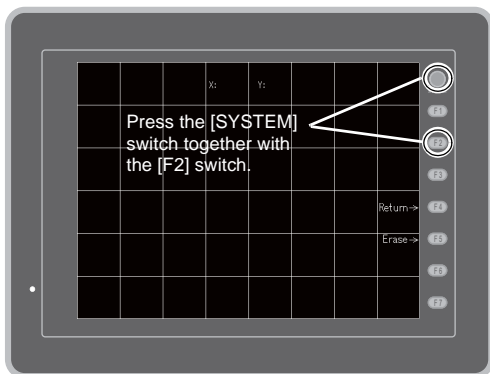 X: Y:
F1
Press the [SYSTEM]
switch together with
the [F2] switch.
F2
F3
Return→ F4
Erase→ F5
F6
F7